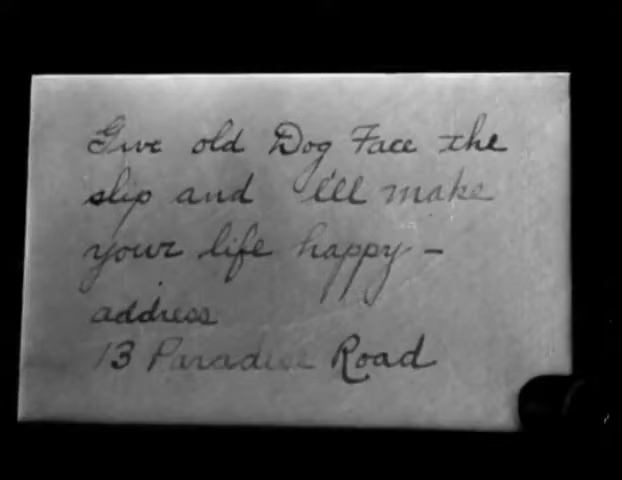 Give old Dog Face the
slip and I'll make
your life happy -
address
13 Paradise Road